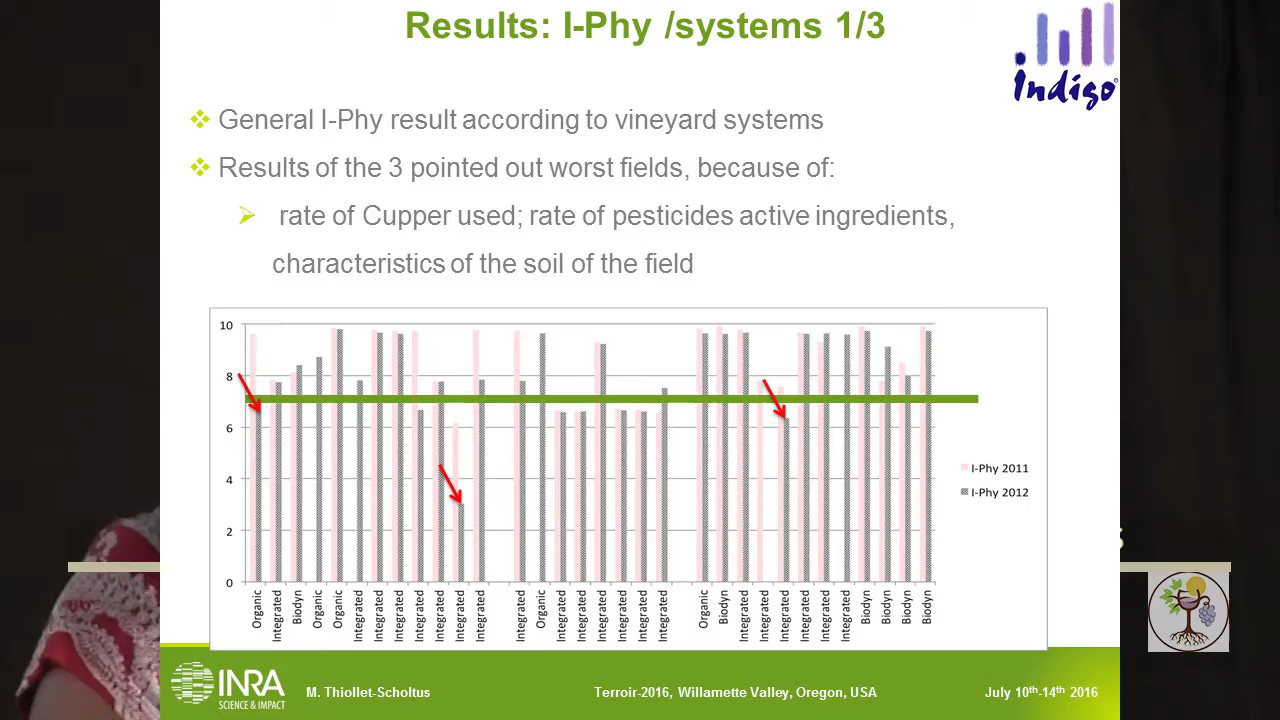 Results: I-Phy /systems 1/3
Indigo
General I-Phy result according to vineyard systems
Results of the 3 pointed out worst fields, because of:
rate of Cupper used; rate of pesticides active ingredients,
characteristics of the soil of the field
10
8
6
4
2
0
I-Phy 2011
I-Phy 2012
Organic
Integrated
Biodyn
Organic
Organic
Integrated
Integrated
Integrated
Integrated
Integrated
Integrated
Integrated
Integrated
Organic
Integrated
Integrated
Integrated
Integrated
Integrated
Integrated
Organic
Biodyn
Integrated
Integrated
Integrated
Integrated
Integrated
Integrated
Biodyn
Biodyn
Biodyn
Biodyn
INRA
SCIENCE & IMPACT
M. Thiollet-Scholtus
Terroir-2016, Willamette Valley, Oregon, USA
July 10th-14th 2016